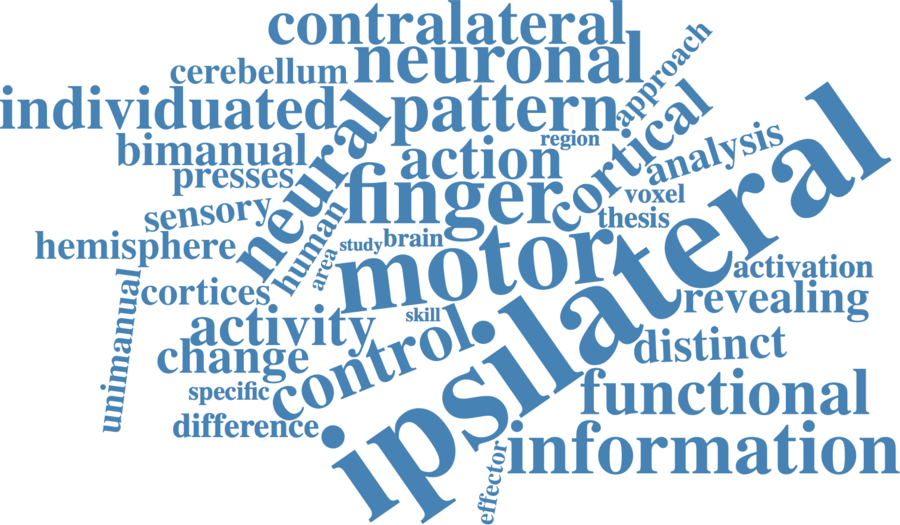 contralateral
cerebellum
neuronal
approach
individuated
neural
pattern
cortical
region
analysis
bimanual
action
presses
finger
voxel
thesis
sensory
human
hemisphere
area
study
brain
motor
ipsilateral
activation
unimanual
cortices
revealing
activity
skill
change
control
distinct
specific
functional
difference
information
effector